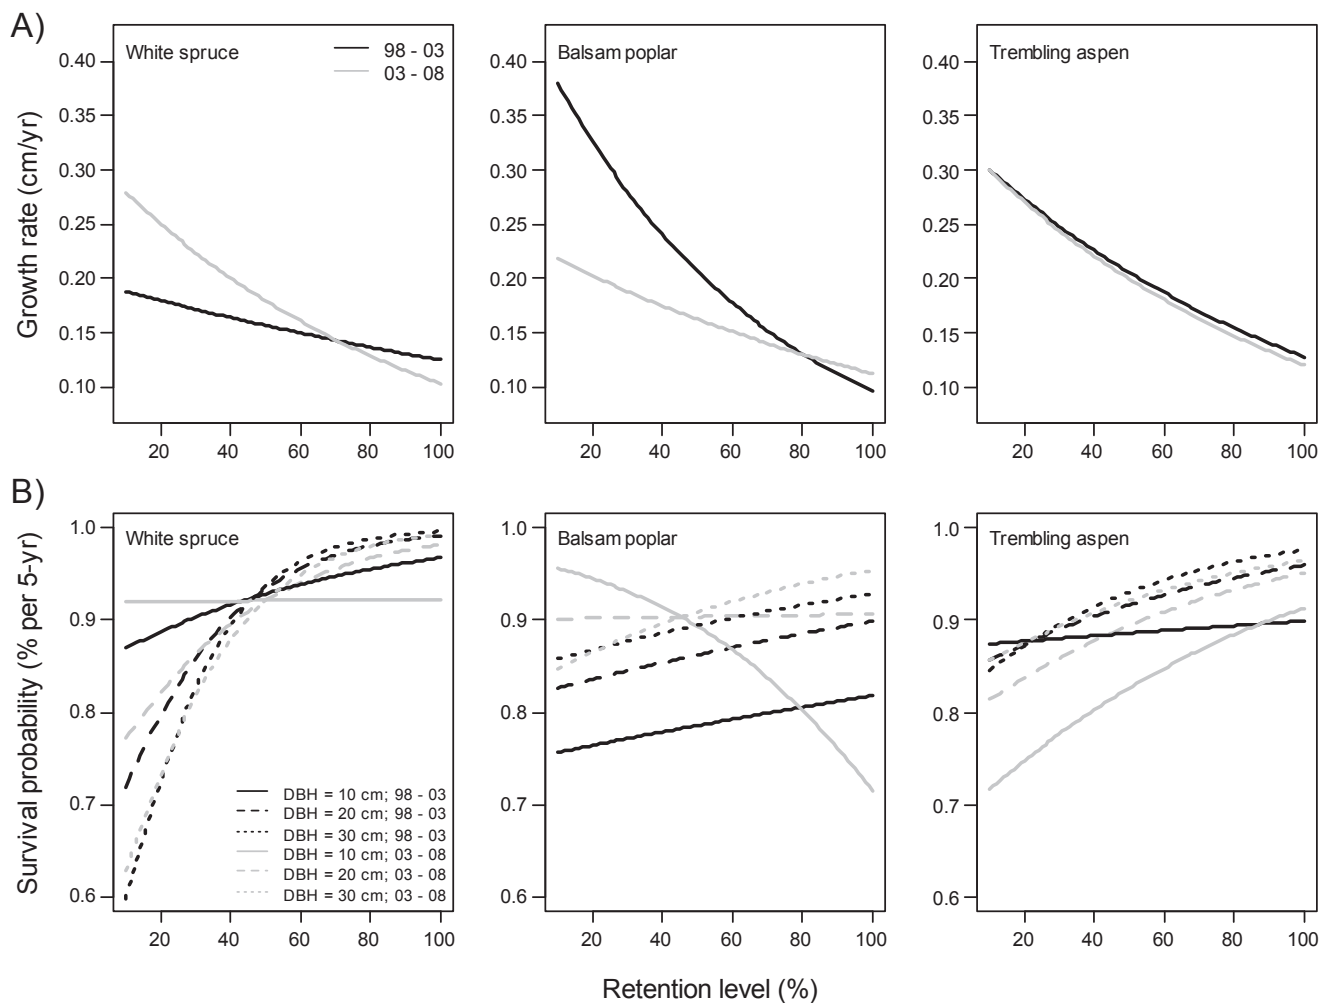 A)
White spruce
98 - 03
03 - 08
Balsam poplar
Trembling aspen
Growth rate (cm/yr)
0.40
0.35
0.30
0.25
0.20
0.15
0.10
20 40 60 80 100
0.40
0.35
0.30
0.25
0.20
0.15
0.10
20 40 60 80 100
0.40
0.35
0.30
0.25
0.20
0.15
0.10
20 40 60 80 100
B)
White spruce
Balsam poplar
Trembling aspen
Survival probability (% per 5-yr)
1.0
0.9
0.8
0.7
0.6
DBH = 10 cm; 98 - 03
DBH = 20 cm; 98 - 03
DBH = 30 cm; 98 - 03
DBH = 10 cm; 03 - 08
DBH = 20 cm; 03 - 08
DBH = 30 cm; 03 - 08
20 40 60 80 100
1.0
0.9
0.8
0.7
0.6
20 40 60 80 100
1.0
0.9
0.8
0.7
0.6
20 40 60 80 100
Retention level (%)